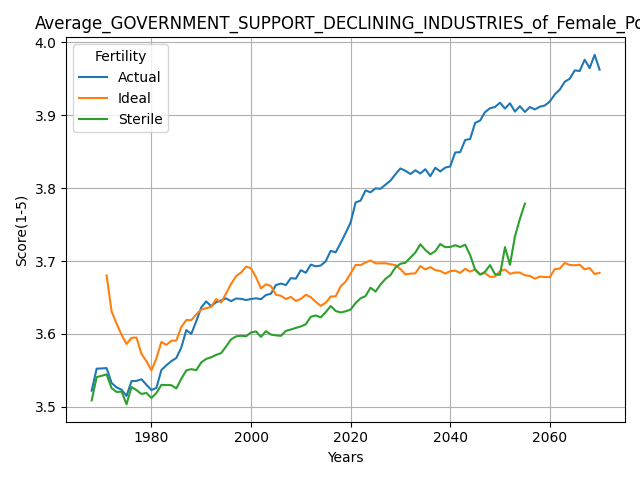 Average_GOVERNMENT_SUPPORT_DECLINING_INDUSTRIES_of_Female_Po
4.0
3.9
3.8
3.7
3.6
3.5
Score(1-5)
Fertility
Actual
Ideal
Sterile
1980
2000
2020
2040
2060
Years